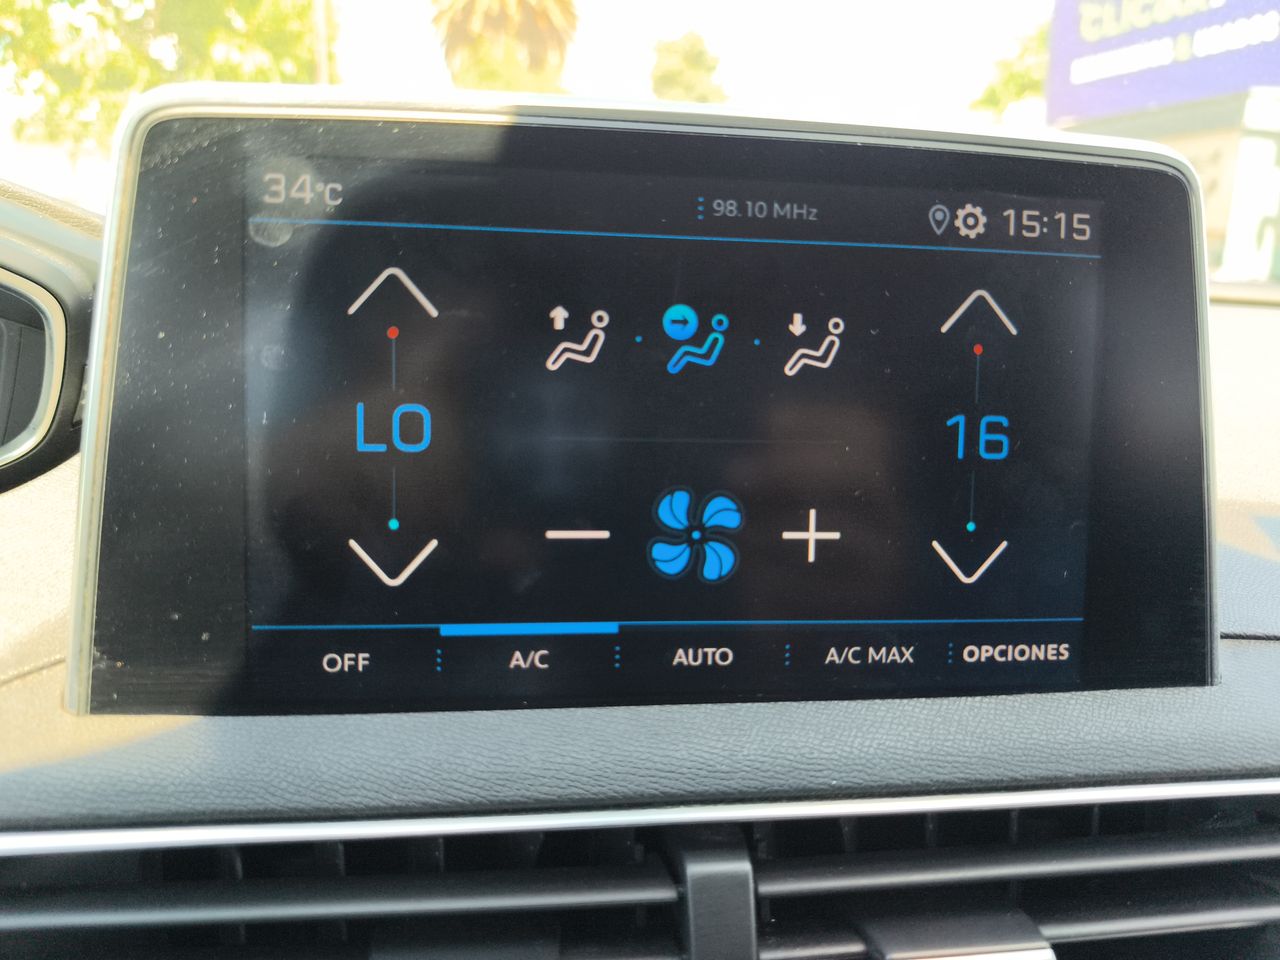 34°C 98.10 MHz 15:15
LO 16
OFF A/C AUTO A/C MAX OPCIONES